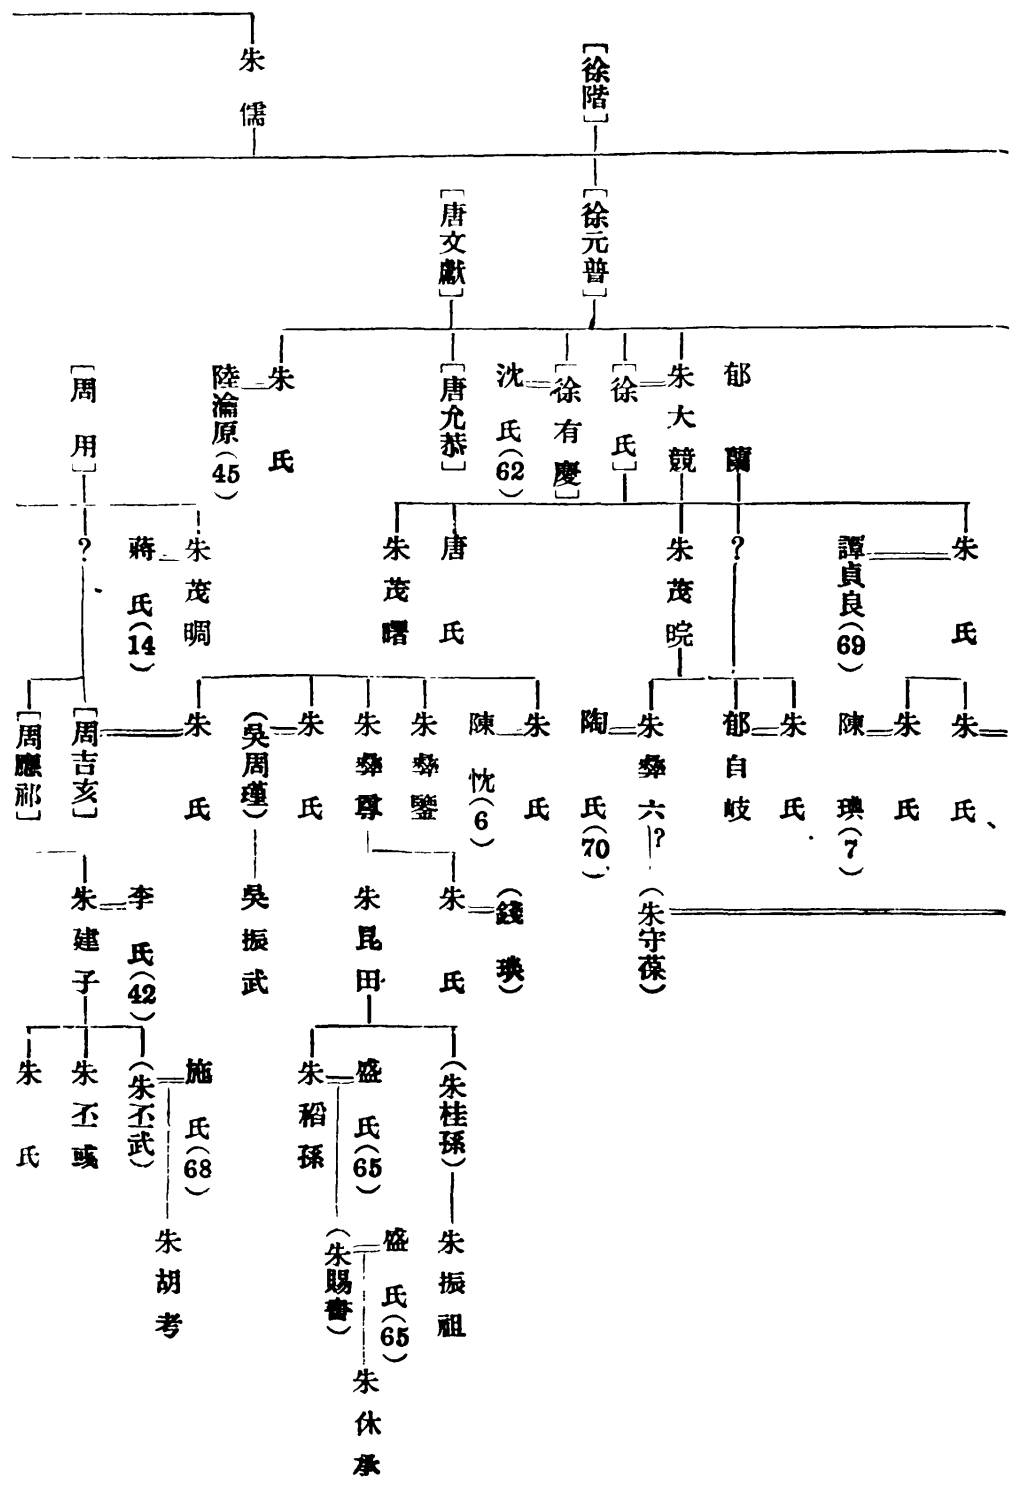 朱儒
[徐階]
[唐文獻]
[徐元普]
[周用]
陸瀹原(45)
朱氏
[唐允恭]
沈氏(62)
[徐有慶]
[徐氏]
朱大競
郁蘭
?
蔣氏(14)
朱茂晭
朱茂曙
唐氏
朱茂晥
?
譚貞良(69)
朱氏
[周應祁]
[周吉亥]
朱氏
(吳周瑾)
朱氏
朱彝尊
朱彝鑒
陳忱(6)
朱氏
陶氏(70)
朱彝六
?
郁自岐
朱氏
陳㻛(7)
朱氏
朱氏
朱建子
李氏(42)
吳振武
朱昆田
朱氏
(錢㻛)
(朱守葆)
朱氏
朱丕或
(朱丕武)
施氏(68)
朱稻孫
盛氏(65)
(朱桂孫)
朱胡考
(朱賜書)
盛氏(65)
朱振祖
朱休承